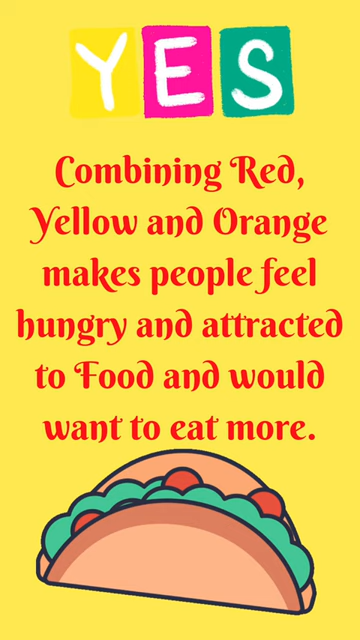 YES
Combining Red,
Yellow and Orange
makes people feel
hungry and attracted
to Food and would
want to eat more.